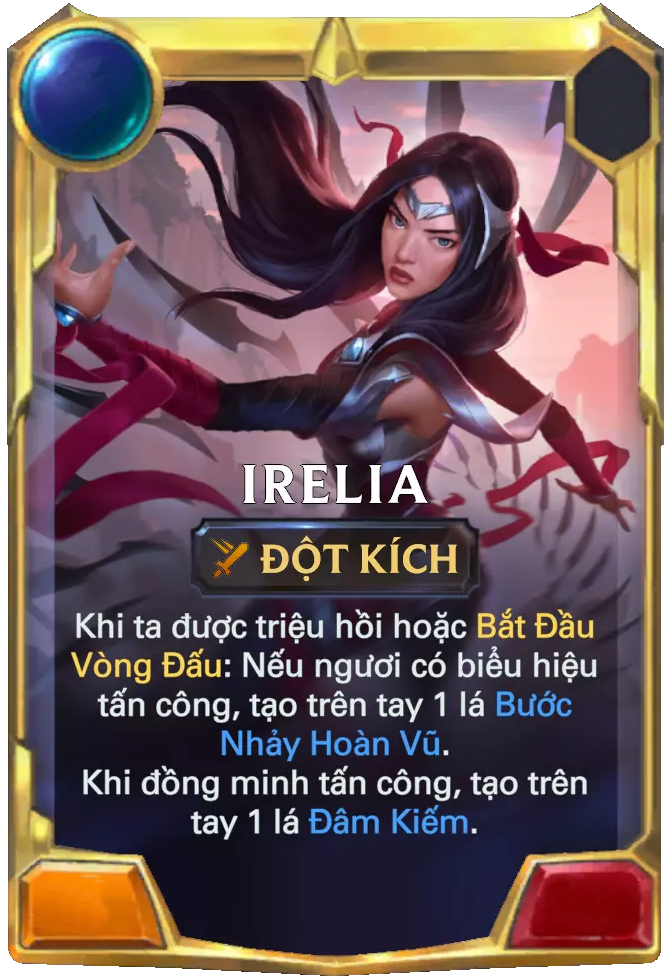 IRELIA
ĐỘT KÍCH
Khi ta được triệu hồi hoặc Bắt Đầu
Vòng Đấu: Nếu ngươi có biểu hiệu
tấn công, tạo trên tay 1 lá Bước
Nhảy Hoàn Vũ.
Khi đồng minh tấn công, tạo trên
tay 1 lá Đâm Kiếm.